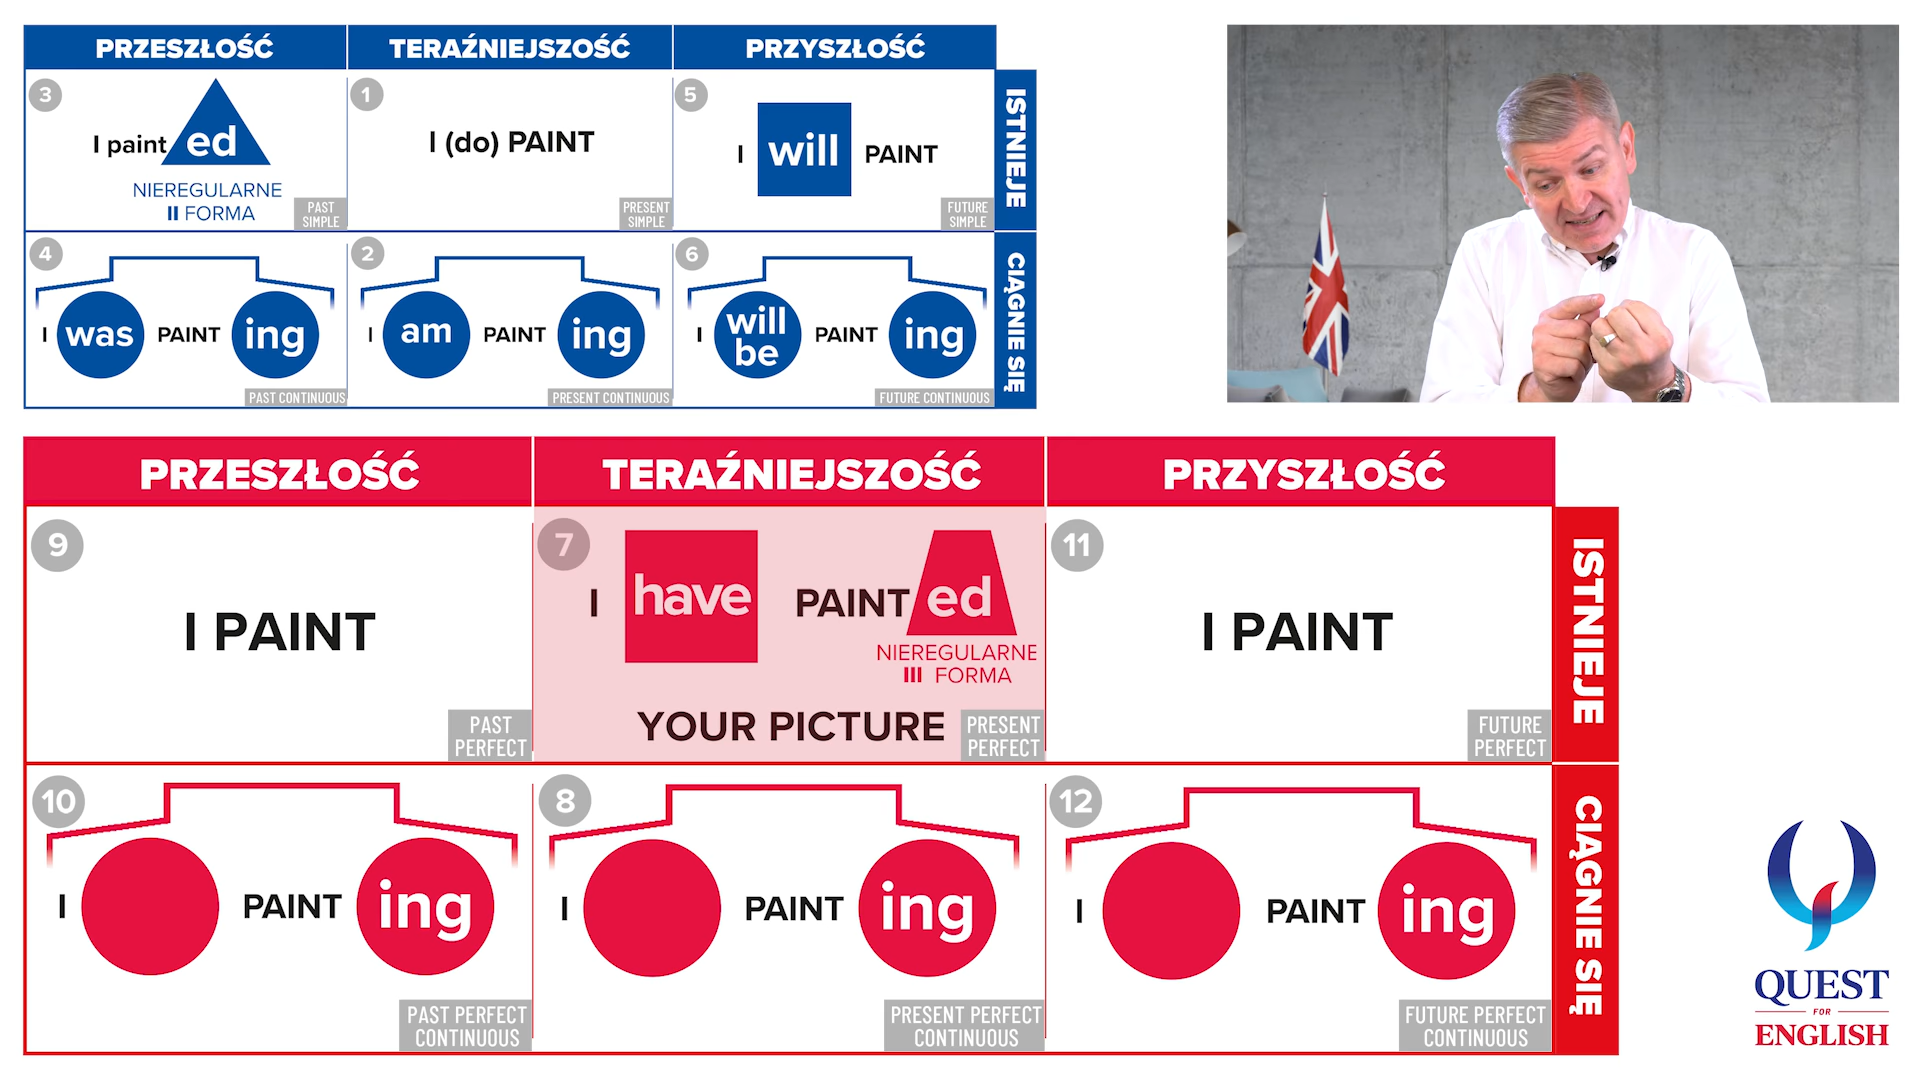 PRZESZŁOŚĆ
TERAŹNIEJSZOŚĆ
PRZYSZŁOŚĆ
3
I painted
NIEREGULARNE
II FORMA
PAST
SIMPLE
1
I (do) PAINT
PRESENT
SIMPLE
5
I will PAINT
FUTURE
SIMPLE
ISTNIEJE
4
I was PAINT ing
PAST CONTINUOUS
2
I am PAINT ing
PRESENT CONTINUOUS
6
I will be PAINT ing
FUTURE CONTINUOUS
CIĄGNIE SIĘ
PRZESZŁOŚĆ
TERAŹNIEJSZOŚĆ
PRZYSZŁOŚĆ
9
I PAINT
PAST
PERFECT
7
I have PAINTed
NIEREGULARNE
III FORMA
YOUR PICTURE
PRESENT
PERFECT
11
I PAINT
FUTURE
PERFECT
ISTNIEJE
10
I PAINT ing
PAST PERFECT
CONTINUOUS
8
I PAINT ing
PRESENT PERFECT
CONTINUOUS
12
I PAINT ing
FUTURE PERFECT
CONTINUOUS
CIĄGNIE SIĘ
QUEST
FOR
ENGLISH